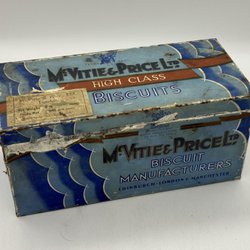 McVITIE & PRICE LTD
HIGH CLASS
BISCUITS
McVITIE & PRICE LTD
BISCUIT
MANUFACTURERS
EDINBURGH·LONDON & MANCHESTER